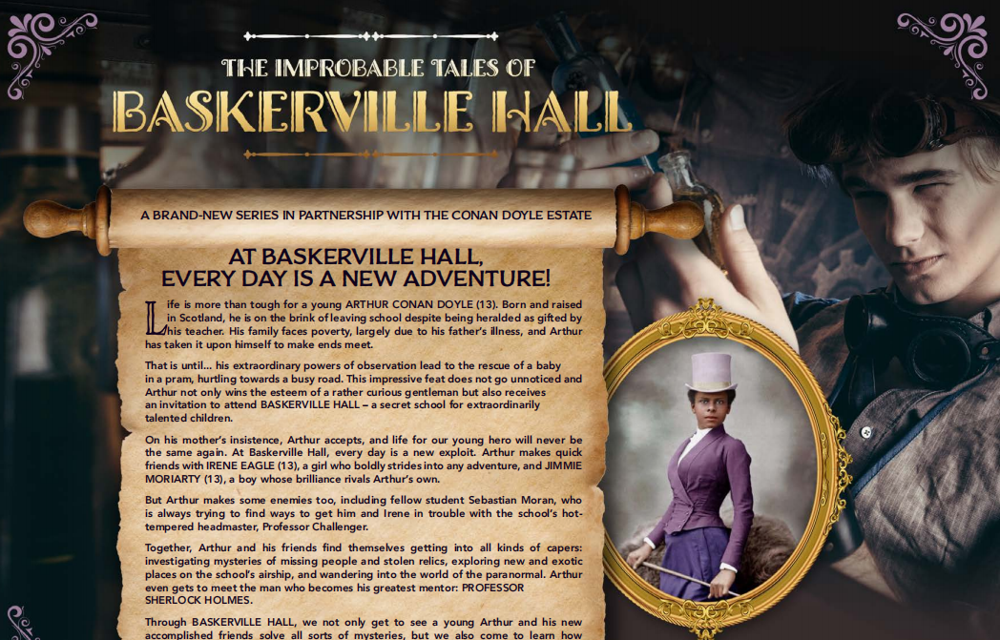 THE IMPROBABLE TALES OF
BASKERVILLE HALL
A BRAND-NEW SERIES IN PARTNERSHIP WITH THE CONAN DOYLE ESTATE
AT BASKERVILLE HALL,
EVERY DAY IS A NEW ADVENTURE!
Life is more than tough for a young ARTHUR CONAN DOYLE (13). Born and raised
in Scotland, he is on the brink of leaving school despite being heralded as gifted by
his teacher. His family faces poverty, largely due to his father's illness, and Arthur
has taken it upon himself to make ends meet.
That is until... his extraordinary powers of observation lead to the rescue of a baby
in a pram, hurtling towards a busy road. This impressive feat does not go unnoticed and
Arthur not only wins the esteem of a rather curious gentleman but also receives
an invitation to attend BASKERVILLE HALL – a secret school for extraordinarily
talented children.
On his mother's insistence, Arthur accepts, and life for our young hero will never be
the same again. At Baskerville Hall, every day is a new exploit. Arthur makes quick
friends with IRENE EAGLE (13), a girl who boldly strides into any adventure, and JIMMIE
MORIARTY (13), a boy whose brilliance rivals Arthur's own.
But Arthur makes some enemies too, including fellow student Sebastian Moran, who
is always trying to find ways to get him and Irene in trouble with the school's hot-
tempered headmaster, Professor Challenger.
Together, Arthur and his friends find themselves getting into all kinds of capers:
investigating mysteries of missing people and stolen relics, exploring new and exotic
places on the school's airship, and wandering into the world of the paranormal. Arthur
even gets to meet the man who becomes his greatest mentor: PROFESSOR
SHERLOCK HOLMES.
Through BASKERVILLE HALL, we not only get to see a young Arthur and his new
accomplished friends solve all sorts of mysteries, but we also come to learn how